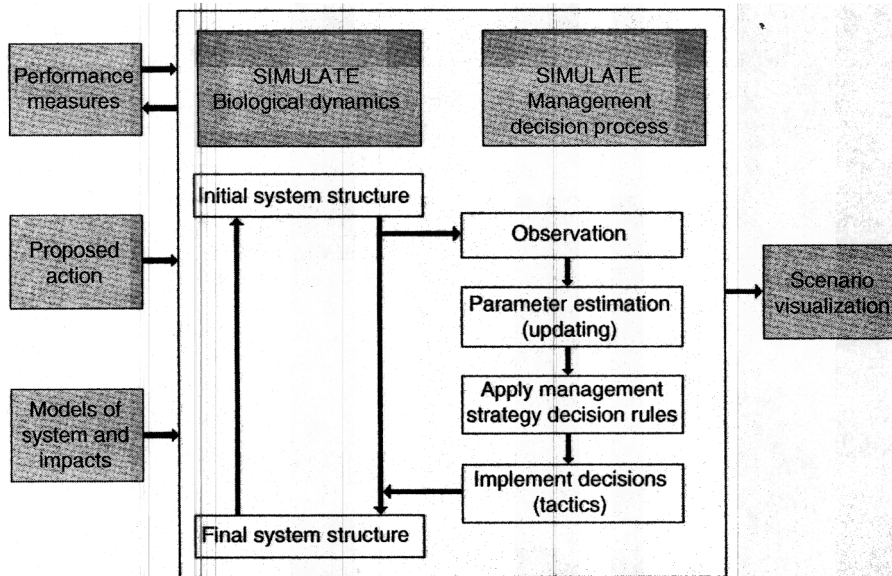 Performance
measures
SIMULATE
Biological dynamics
SIMULATE
Management
decision process
Initial system structure
Proposed
action
Observation
Parameter estimation
(updating)
Scenario
visualization
Apply management
strategy decision rules
Models of
system and
impacts
Implement decisions
(tactics)
Final system structure